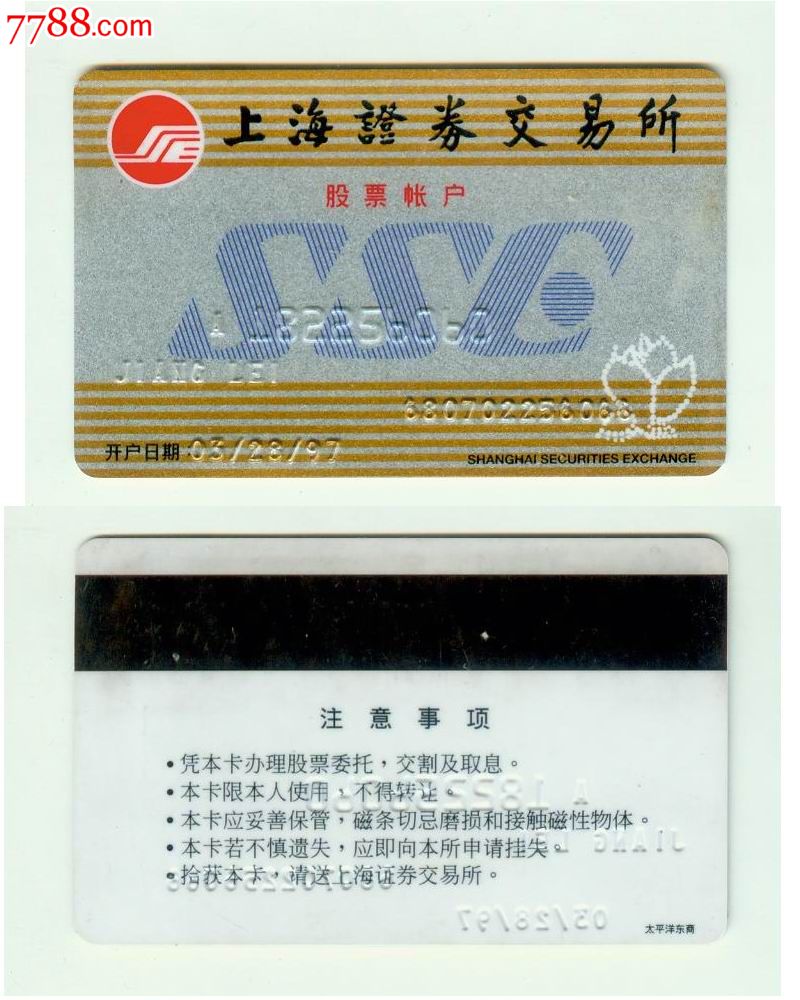 7788.com
上海證券交易所
股票帐户
SSE
JIANG LEI
680702256068
开户日期 03/28/97
SHANGHAI SECURITIES EXCHANGE
注意事项
•凭本卡办理股票委托，交割及取息。
•本卡限本人使用，不得转让。
•本卡应妥善保管，磁条切忌磨损和接触磁性物体。
•本卡若不慎遗失，应即向本所申请挂失。
•拾获本卡，请送上海证券交易所。
太平洋东商